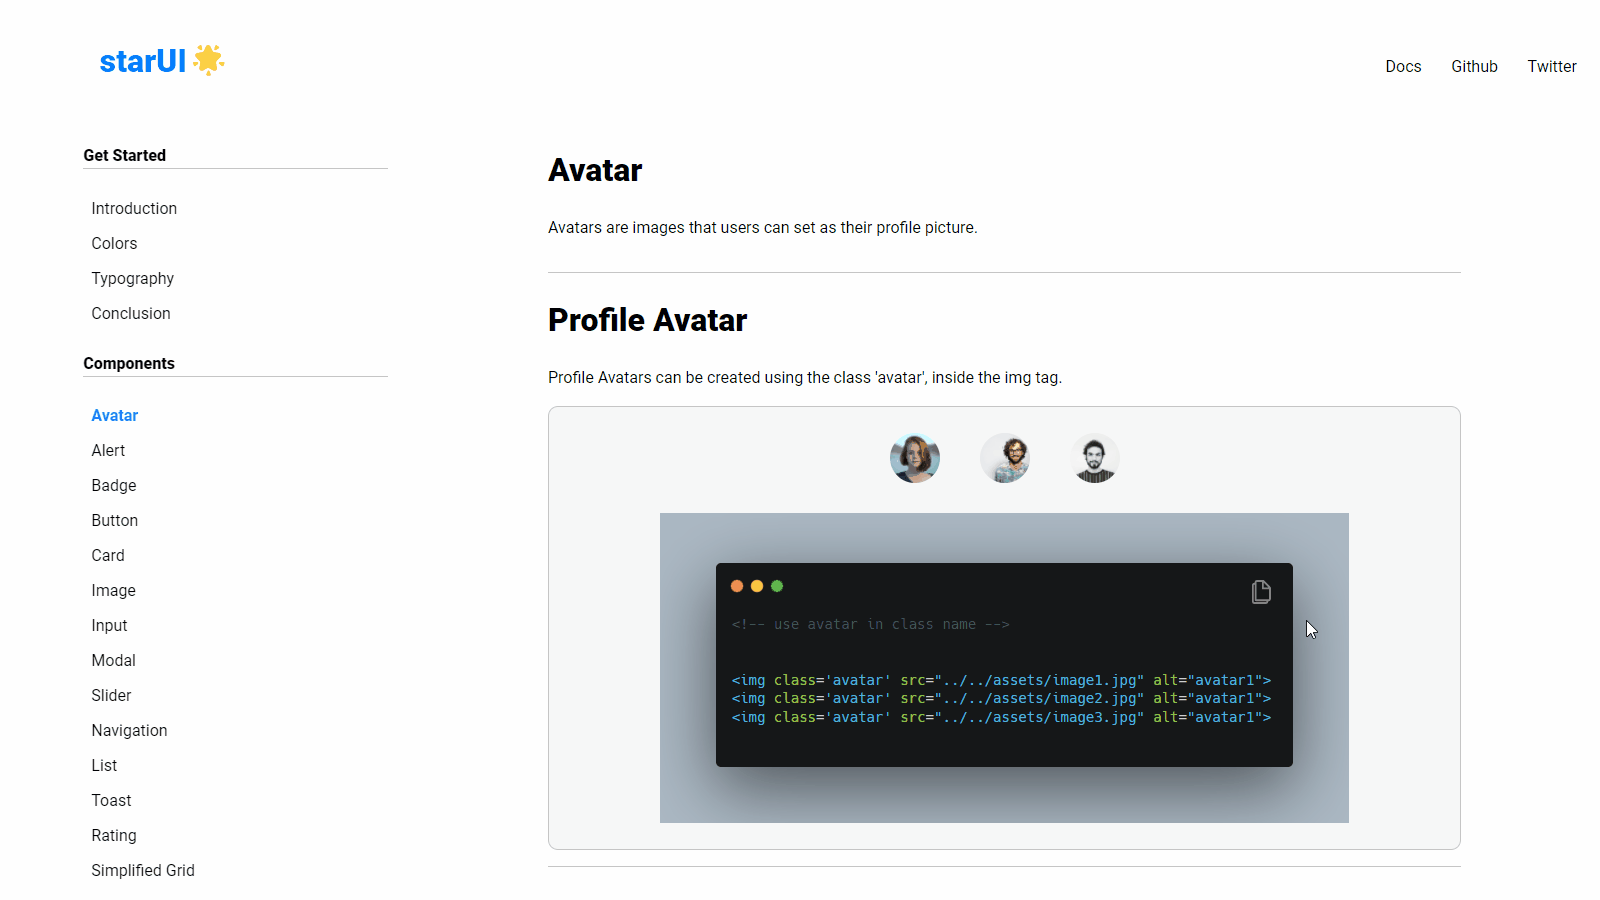 starUI
Docs Github Twitter
Get Started
Introduction
Colors
Typography
Conclusion
Components
Avatar
Alert
Badge
Button
Card
Image
Input
Modal
Slider
Navigation
List
Toast
Rating
Simplified Grid
Avatar
Avatars are images that users can set as their profile picture.
Profile Avatar
Profile Avatars can be created using the class 'avatar', inside the img tag.
<!-- use avatar in class name -->
<img class='avatar' src="../../assets/image1.jpg" alt="avatar1">
<img class='avatar' src="../../assets/image2.jpg" alt="avatar1">
<img class='avatar' src="../../assets/image3.jpg" alt="avatar1">